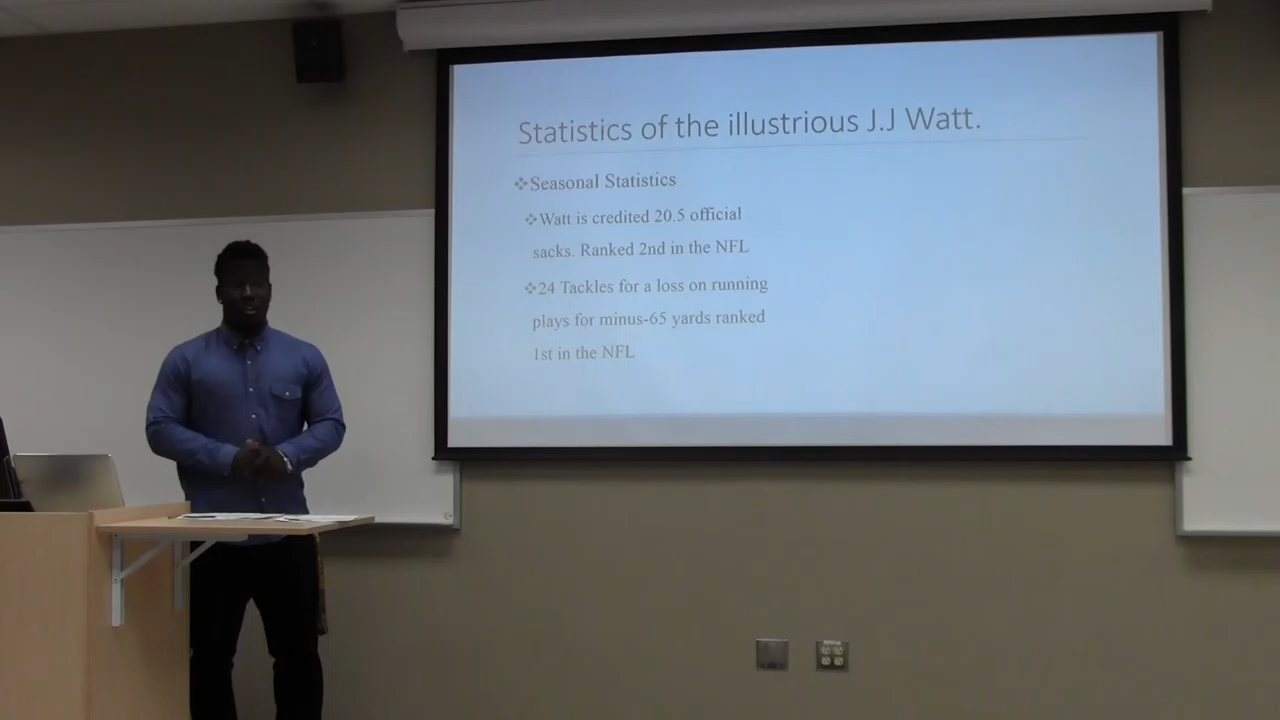 Statistics of the illustrious J.J Watt.
❖Seasonal Statistics
❖Watt is credited 20.5 official
sacks. Ranked 2nd in the NFL
❖24 Tackles for a loss on running
plays for minus-65 yards ranked
1st in the NFL